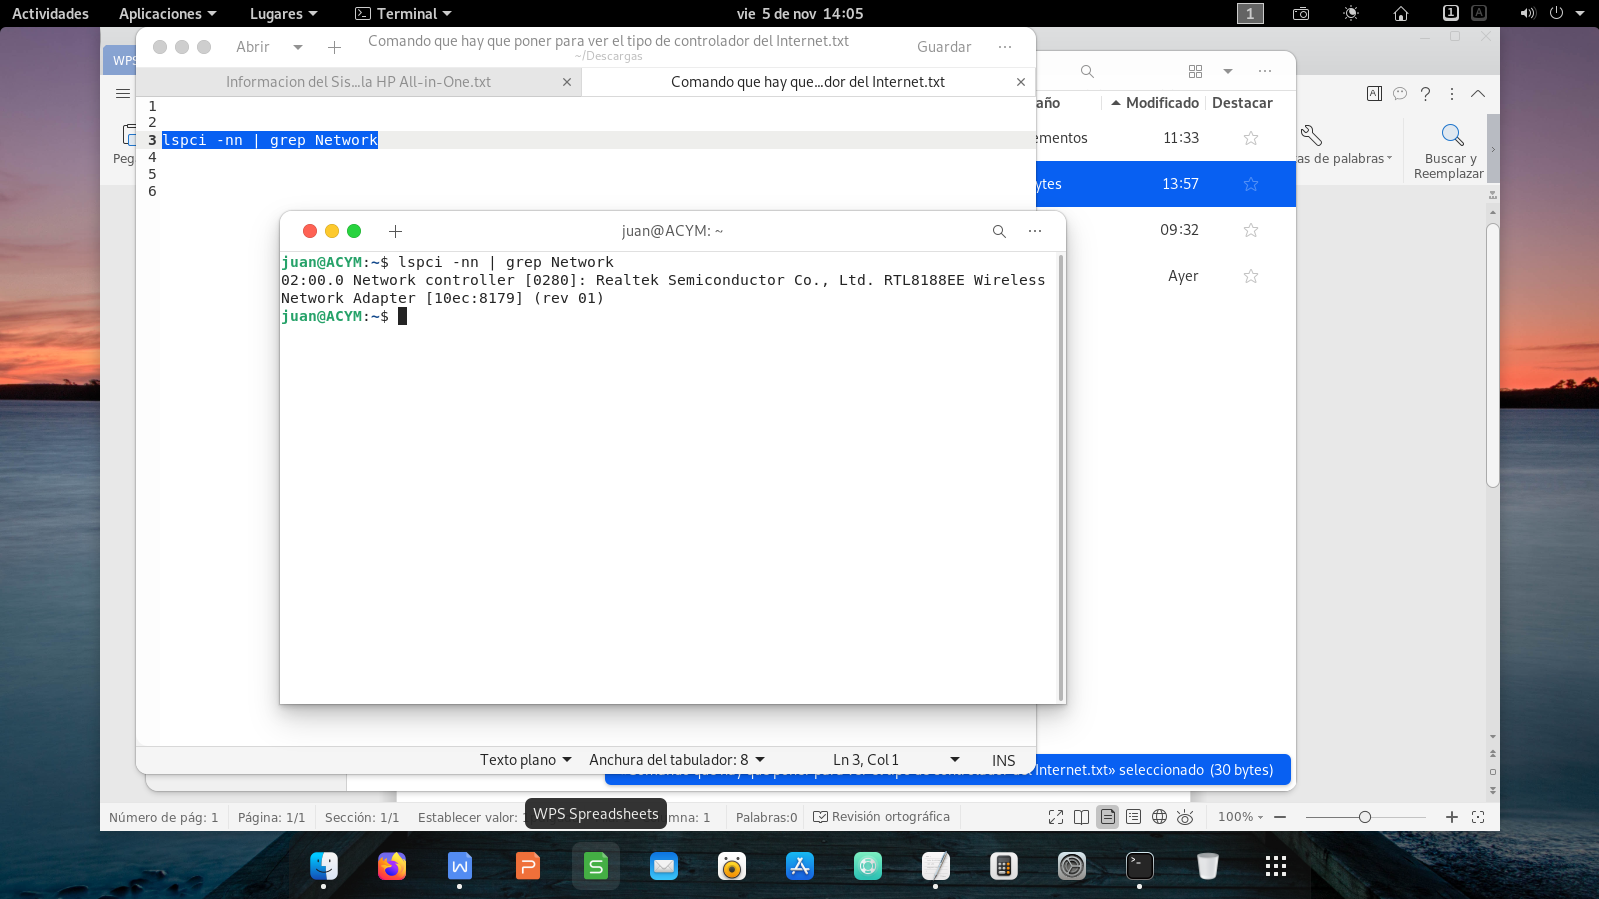 Actividades
Aplicaciones
Lugares
Terminal
vie 5 de nov 14:05
1
1
A
WPS
Abrir
Comando que hay que poner para ver el tipo de controlador del Internet.txt
~/Descargas
Guardar
Informacion del Sis...la HP All-in-One.txt
Comando que hay que...dor del Internet.txt
1
2
3 lspci -nn | grep Network
4
5
6
Modificado
Destacar
11:33
13:57
09:32
Ayer
Buscar y
Reemplazar
as de palabras
juan@ACYM: ~
juan@ACYM:~$ lspci -nn | grep Network
02:00.0 Network controller [0280]: Realtek Semiconductor Co., Ltd. RTL8188EE Wireless
Network Adapter [10ec:8179] (rev 01)
juan@ACYM:~$
Texto plano
Anchura del tabulador: 8
Ln 3, Col 1
INS
Internet.txt» seleccionado (30 bytes)
Número de pág: 1
Página: 1/1
Sección: 1/1
Establecer valor:
WPS Spreadsheets
Palabras:0
Revisión ortográfica
100%